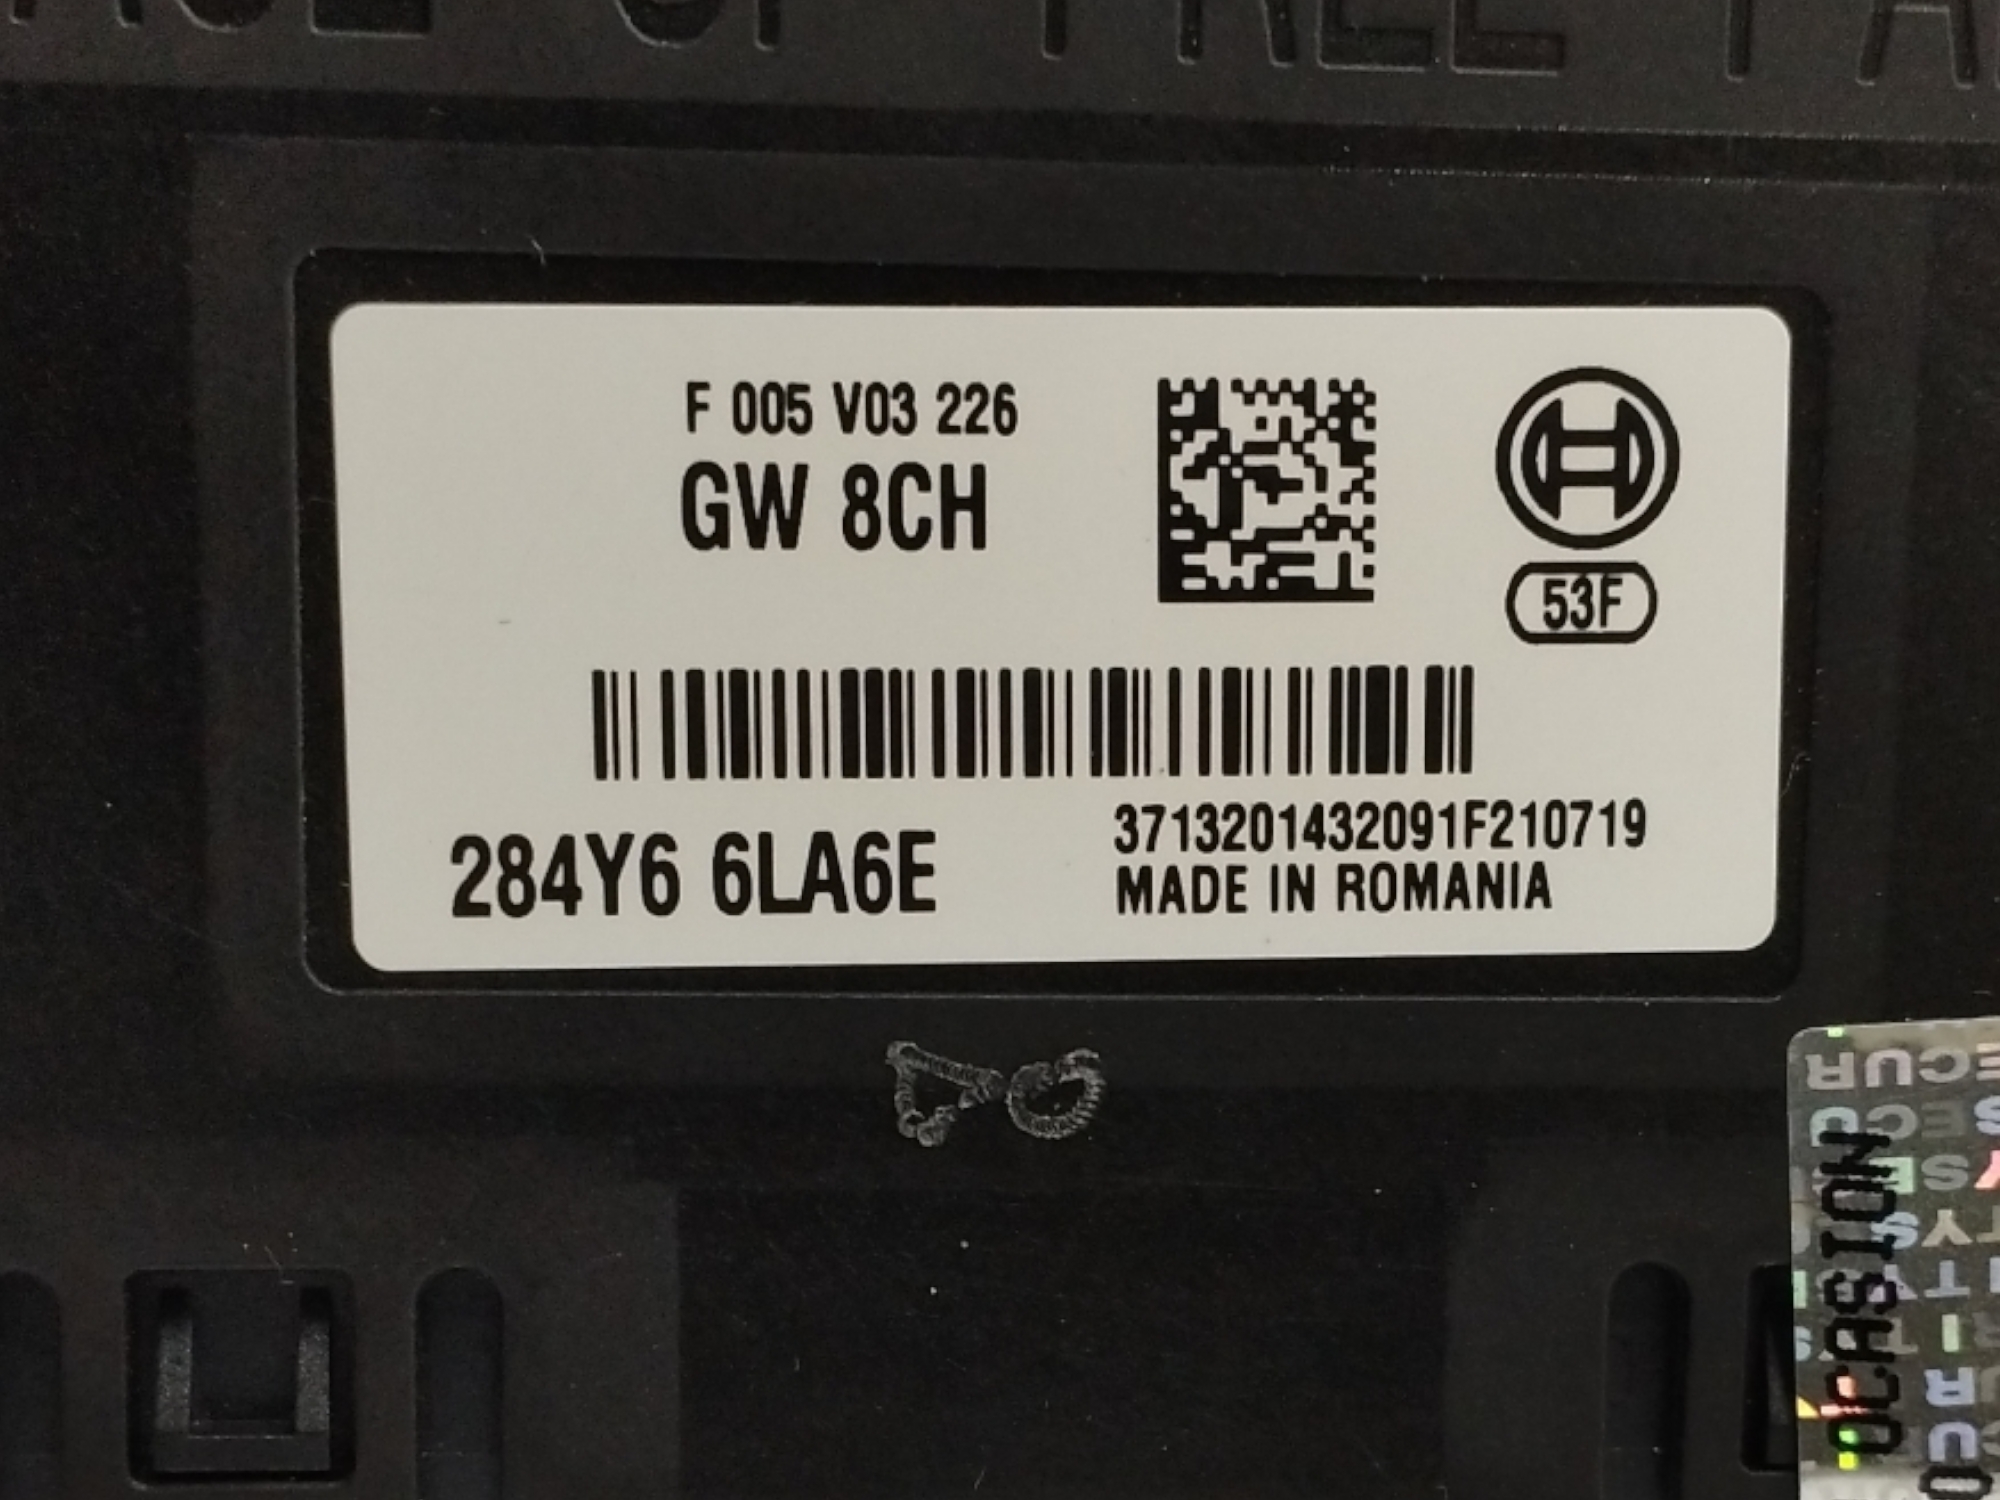 F 005 V03 226
GW 8CH
53F
284Y6 6LA6E
3713201432091F210719
MADE IN ROMANIA
OCASION